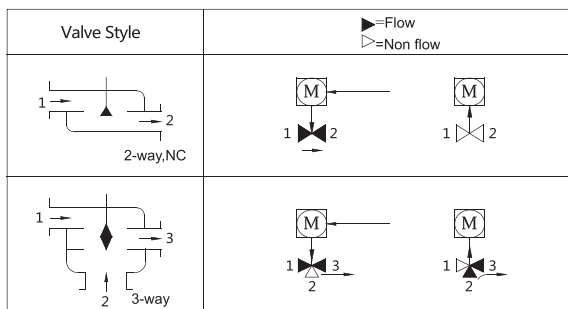 Valve Style
=Flow
=Non flow
1
2
2-way,NC
M
1 2
M
1 2
1
3
2
3-way
M
1 3
2
M
1 3
2